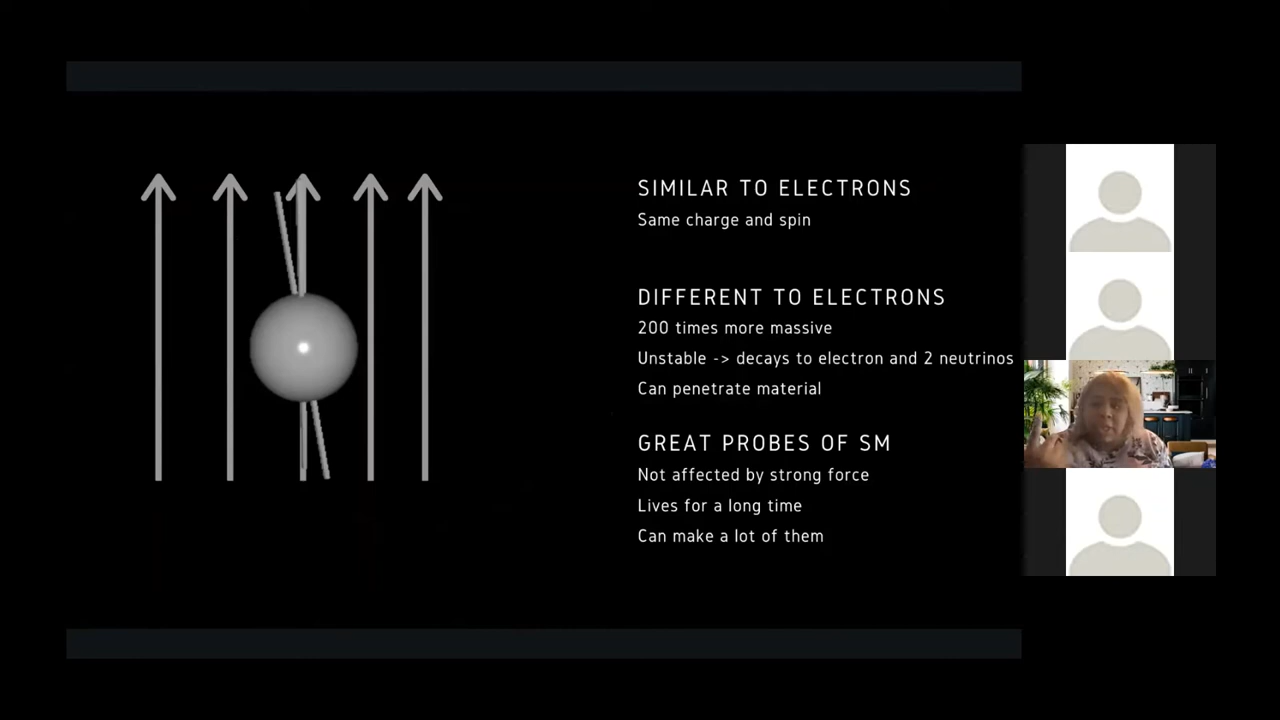 SIMILAR TO ELECTRONS
Same charge and spin
DIFFERENT TO ELECTRONS
200 times more massive
Unstable -> decays to electron and 2 neutrinos
Can penetrate material
GREAT PROBES OF SM
Not affected by strong force
Lives for a long time
Can make a lot of them